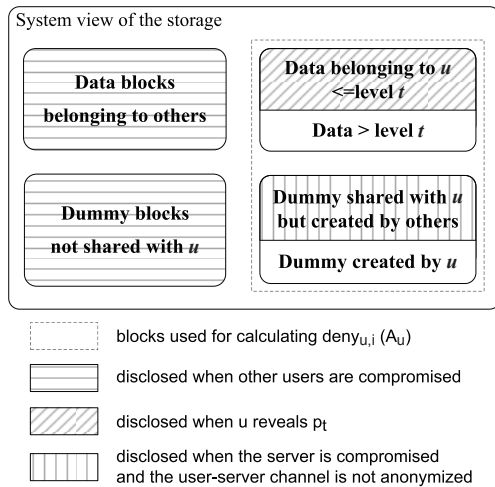 System view of the storage
Data blocks
belonging to others
Data belonging to u
<=level t
Data > level t
Dummy blocks
not shared with u
Dummy shared with u
but created by others
Dummy created by u
blocks used for calculating deny_{u,i} (A_u)
disclosed when other users are compromised
disclosed when u reveals p_t
disclosed when the server is compromised
and the user-server channel is not anonymized